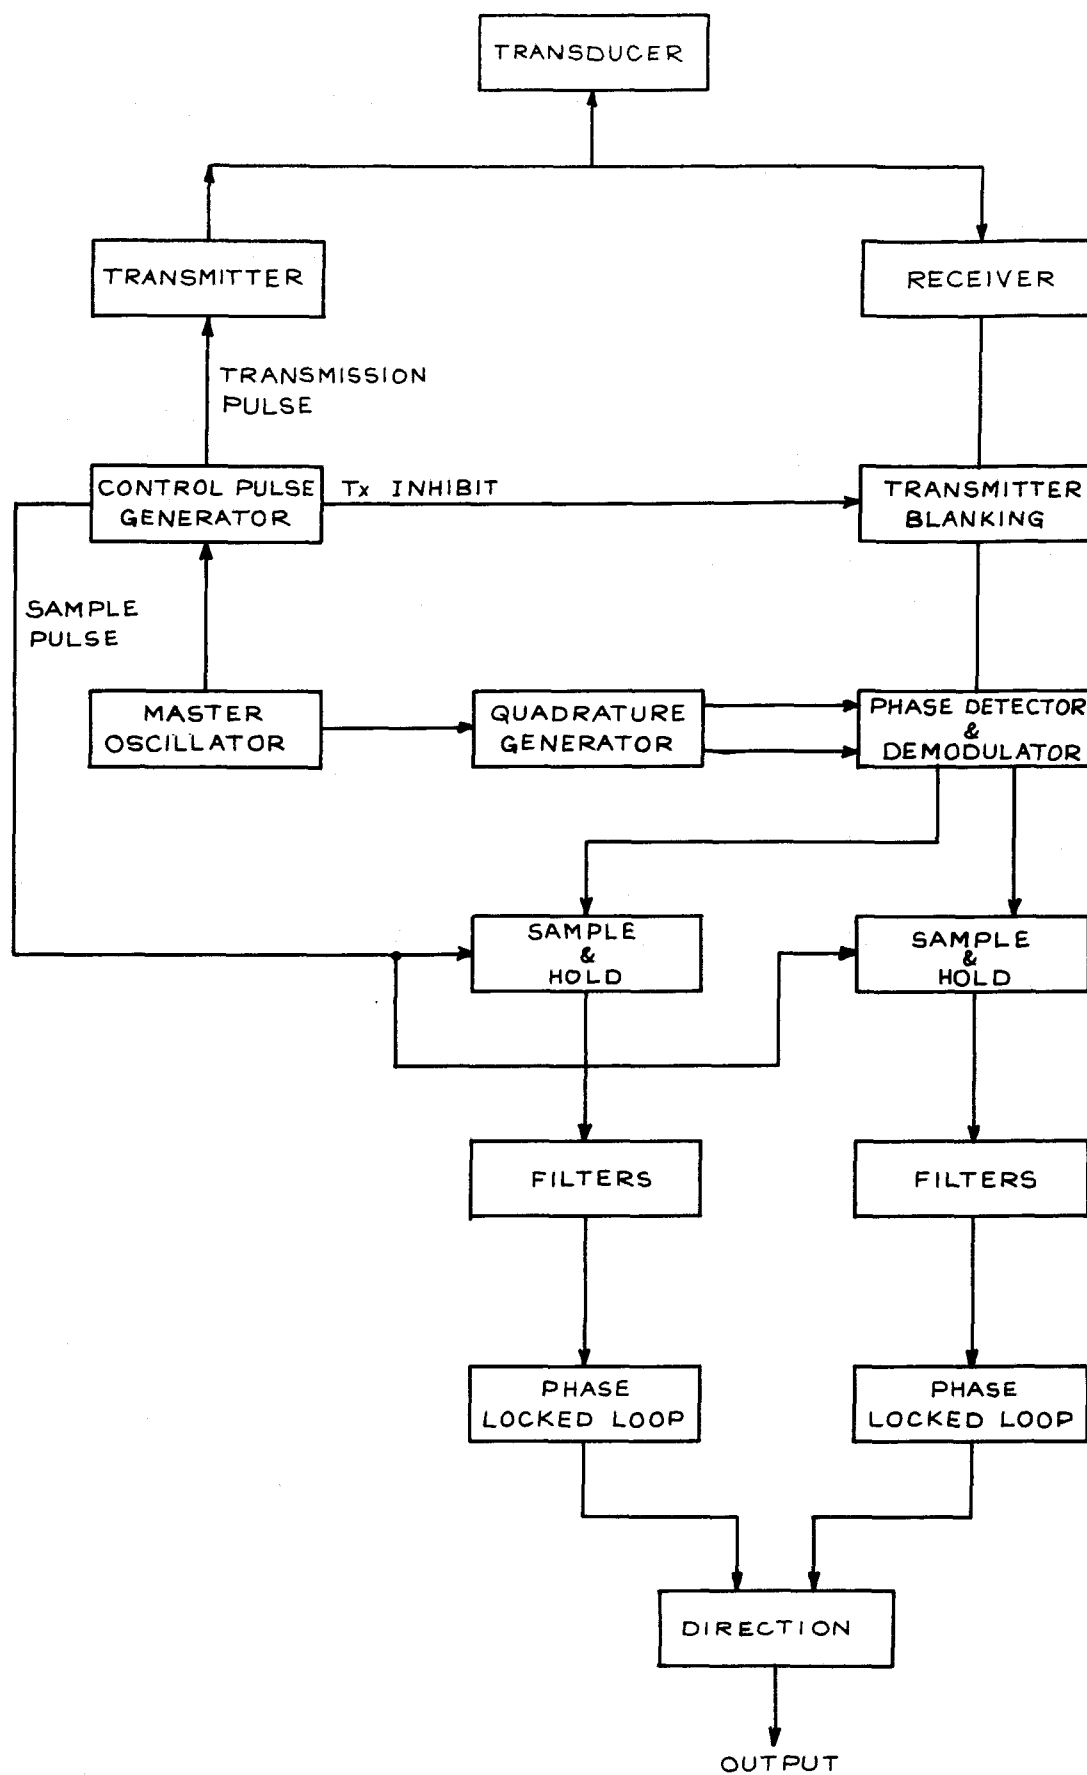 TRANSDUCER
TRANSMITTER
RECEIVER
TRANSMISSION
PULSE
CONTROL PULSE
GENERATOR
Tx INHIBIT
TRANSMITTER
BLANKING
SAMPLE
PULSE
MASTER
OSCILLATOR
QUADRATURE
GENERATOR
PHASE DETECTOR
&
DEMODULATOR
SAMPLE
&
HOLD
SAMPLE
&
HOLD
FILTERS
FILTERS
PHASE
LOCKED LOOP
PHASE
LOCKED LOOP
DIRECTION
OUTPUT